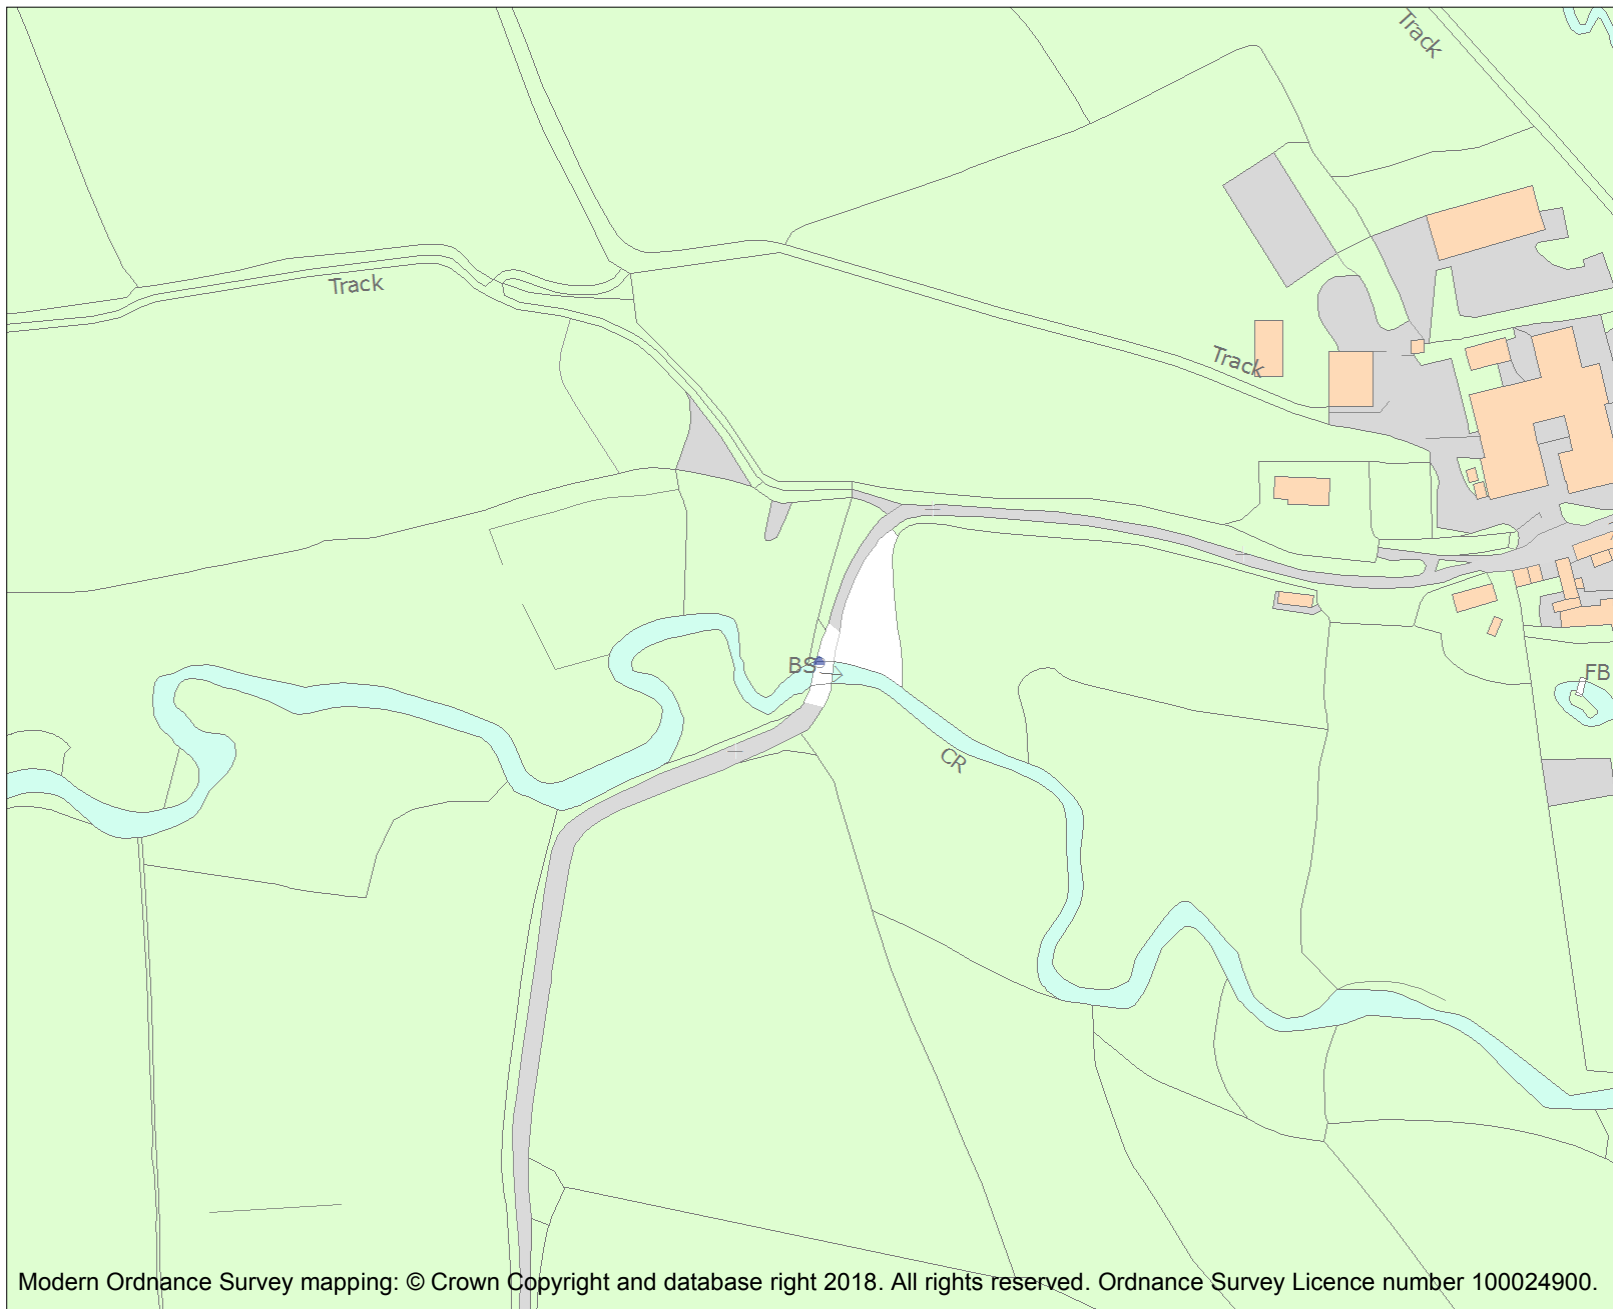 Track
Track
Track
BS
FB
CR
Modern Ordnance Survey mapping: © Crown Copyright and database right 2018. All rights reserved. Ordnance Survey Licence number 100024900.